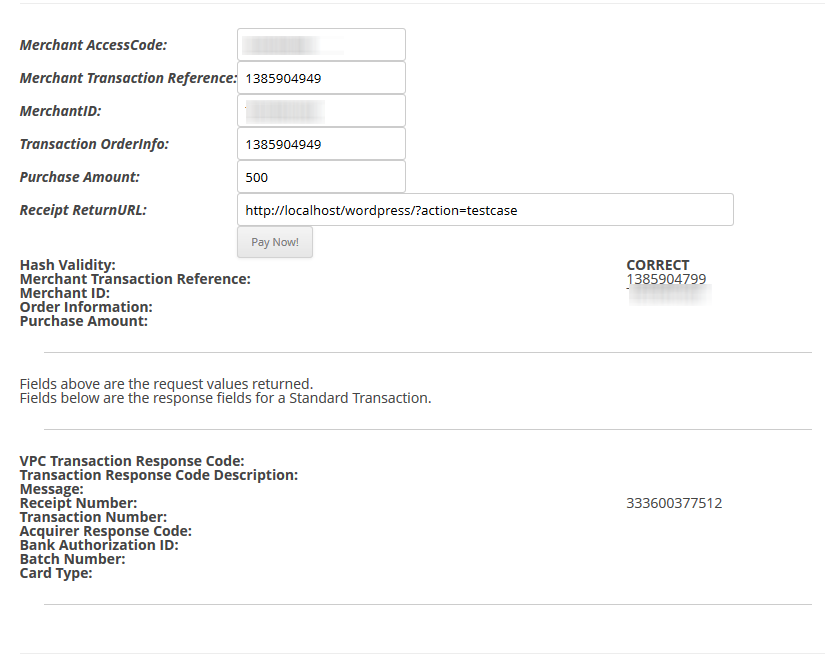 Merchant AccessCode:
Merchant Transaction Reference: 1385904949
MerchantID:
Transaction OrderInfo: 1385904949
Purchase Amount: 500
Receipt ReturnURL: http://localhost/wordpress/?action=testcase
Pay Now!
Hash Validity: CORRECT
Merchant Transaction Reference: 1385904799
Merchant ID:
Order Information:
Purchase Amount:
Fields above are the request values returned.
Fields below are the response fields for a Standard Transaction.
VPC Transaction Response Code:
Transaction Response Code Description:
Message:
Receipt Number: 333600377512
Transaction Number:
Acquirer Response Code:
Bank Authorization ID:
Batch Number:
Card Type: